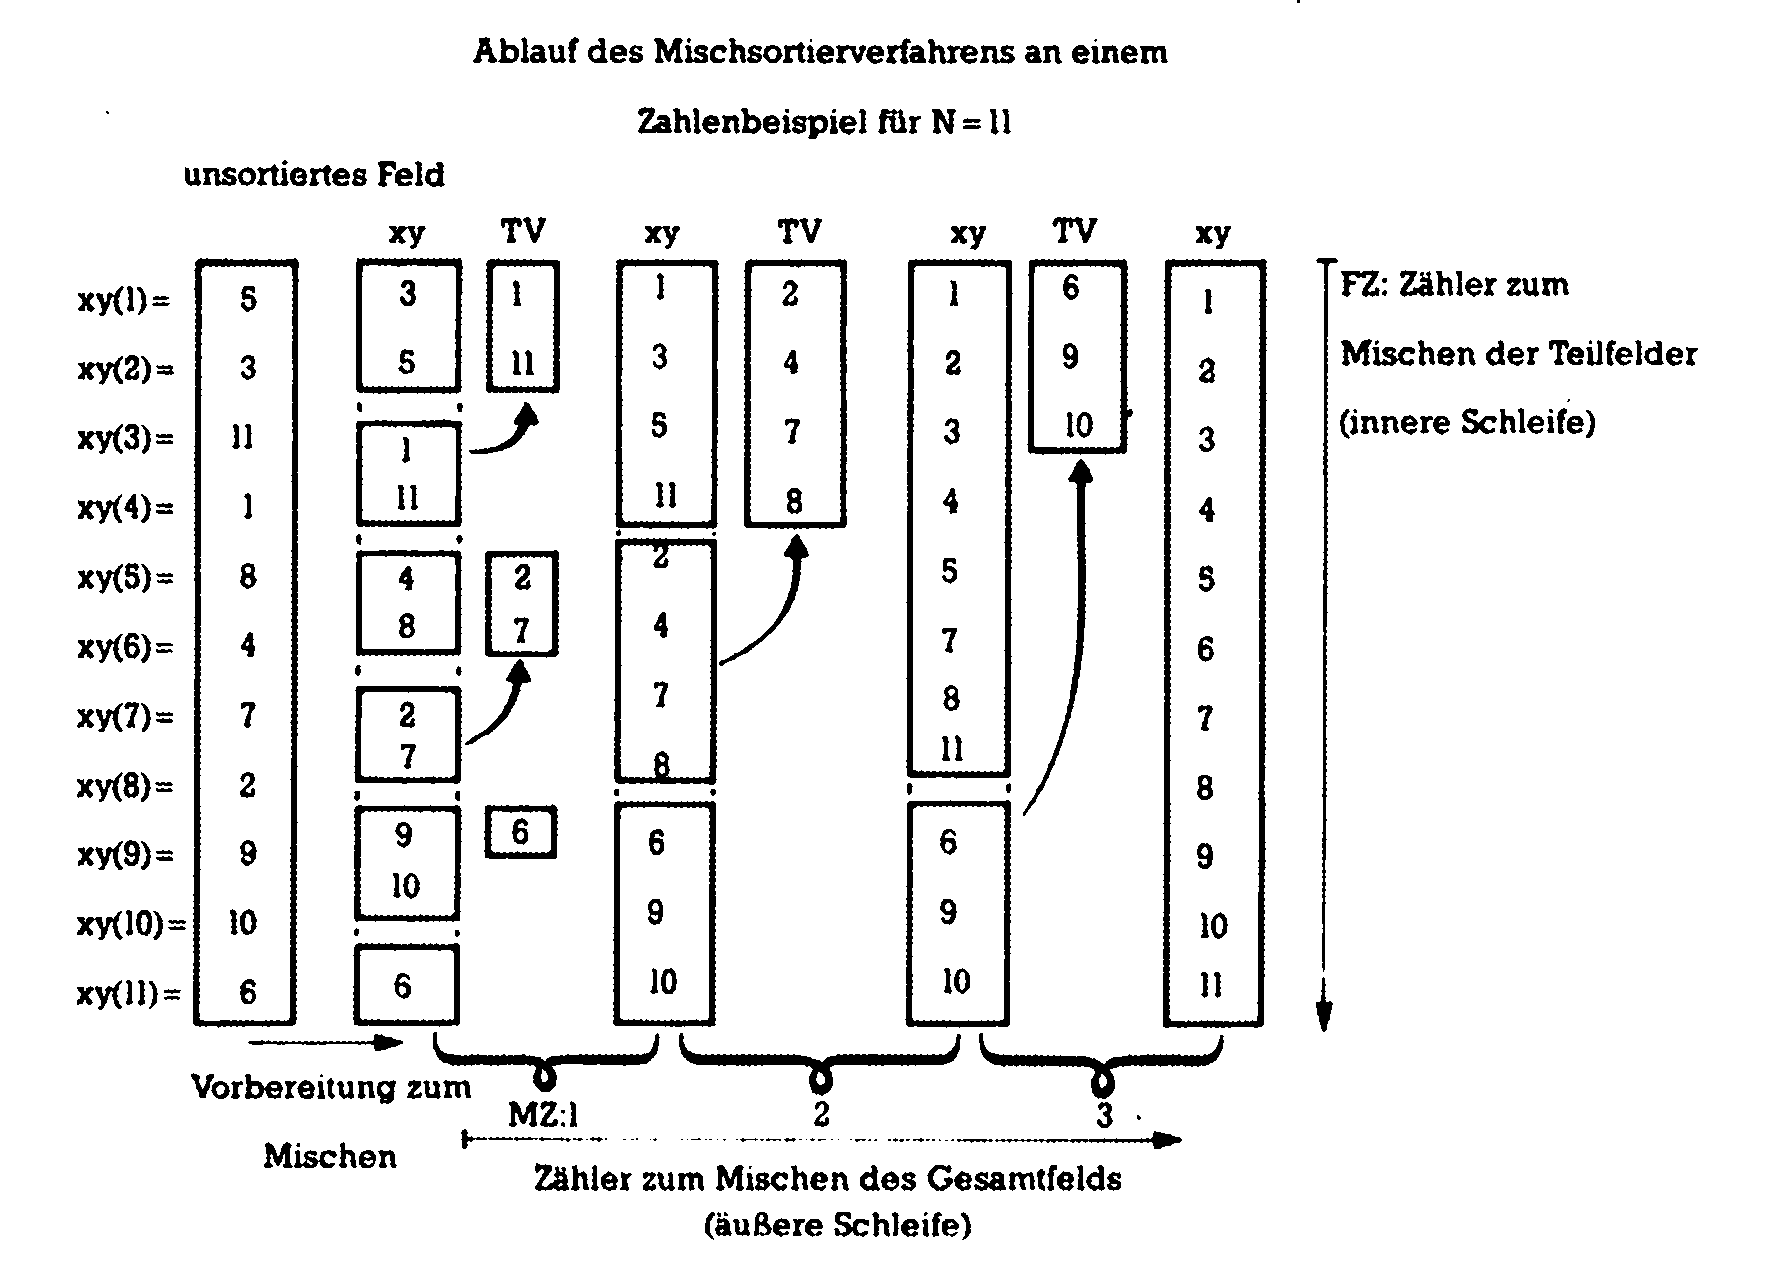 Ablauf des Mischsortierverfahrens an einem
Zahlenbeispiel für N = 11
unsortiertes Feld
xy TV xy TV xy TV xy
xy(1)= 5 3 1 1 2 1 6 1
xy(2)= 3 5 11 3 4 2 9 2
xy(3)= 11 1 5 7 3 10 3
xy(4)= 1 11 11 8 4 4
xy(5)= 8 4 2 2 5 5
xy(6)= 4 8 7 4 7 6
xy(7)= 7 2 7 8 7
7 11
xy(8)= 2 8 8
xy(9)= 9 9 6 6 6 9
xy(10)= 10 10 9 9 10
xy(11)= 6 6 10 10 11
FZ: Zähler zum
Mischen der Teilfelder
(innere Schleife)
Vorbereitung zum
Mischen
MZ:1 2 3
Zähler zum Mischen des Gesamtfelds
(äußere Schleife)